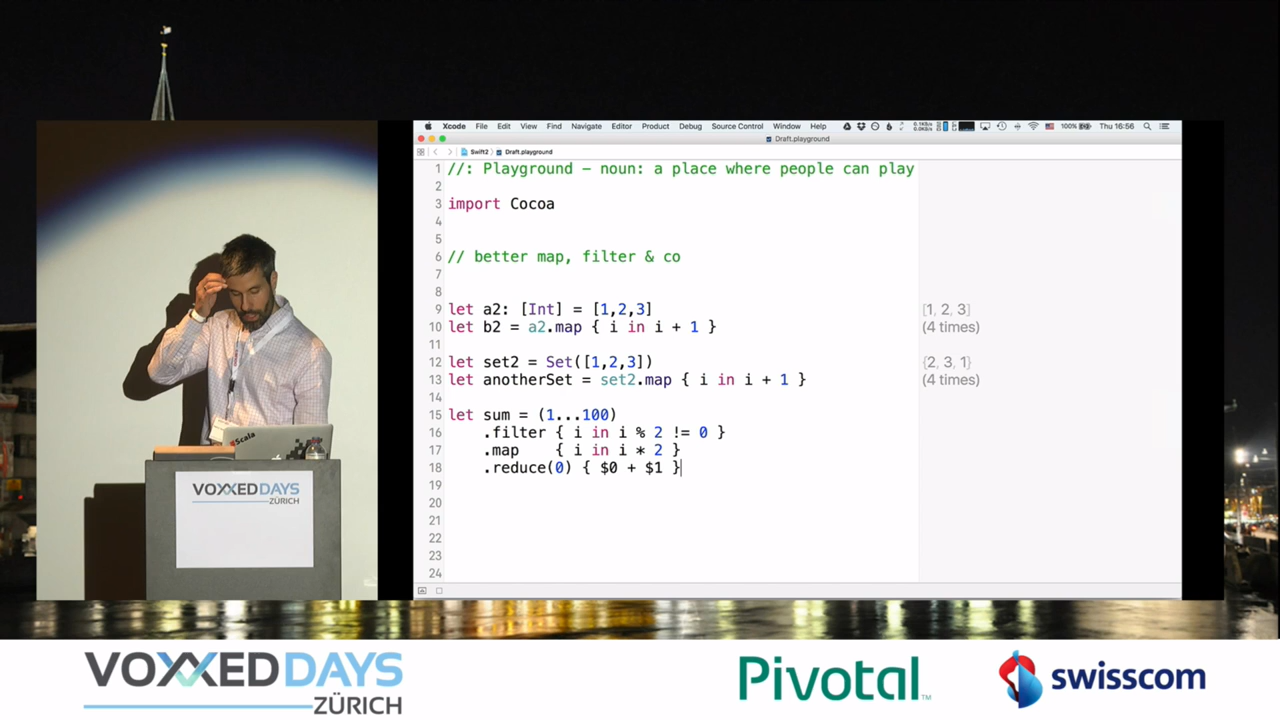 Xcode File Edit View Find Navigate Editor Product Debug Source Control Window Help 100% Thu 16:56
Draft.playground
Swift2 Draft.playground
1 //: Playground – noun: a place where people can play
2
3 import Cocoa
4
5
6 // better map, filter & co
7
8
9 let a2: [Int] = [1,2,3] [1, 2, 3]
10 let b2 = a2.map { i in i + 1 } (4 times)
11
12 let set2 = Set([1,2,3]) {2, 3, 1}
13 let anotherSet = set2.map { i in i + 1 } (4 times)
14
15 let sum = (1...100)
16 .filter { i in i % 2 != 0 }
17 .map { i in i * 2 }
18 .reduce(0) { $0 + $1 }
19
20
21
22
23
24
Scala
VOXXED DAYS
ZÜRICH
VOXXED DAYS
ZÜRICH
Pivotal™
swisscom